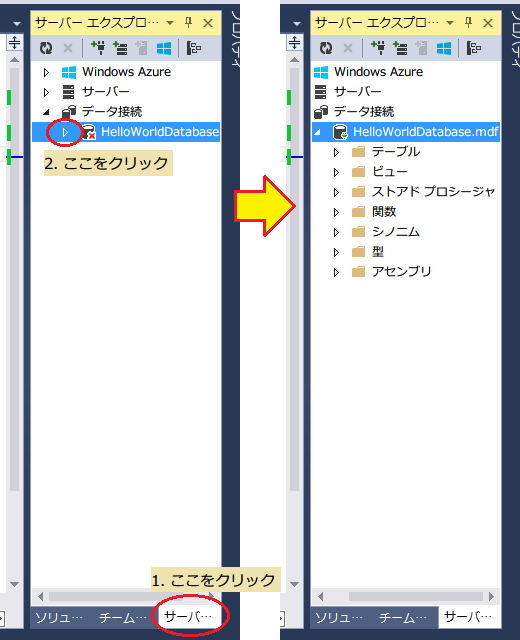 サーバー エクスプロ…
Windows Azure
サーバー
データ接続
HelloWorldDatabase
2. ここをクリック
1. ここをクリック
ソリュ…
チーム…
サーバ…
サーバー エクスプロ…
プロパティ
Windows Azure
サーバー
データ接続
HelloWorldDatabase.mdf
テーブル
ビュー
ストアド プロシージャ
関数
シノニム
型
アセンブリ
ソリュ…
チーム…
サーバ…